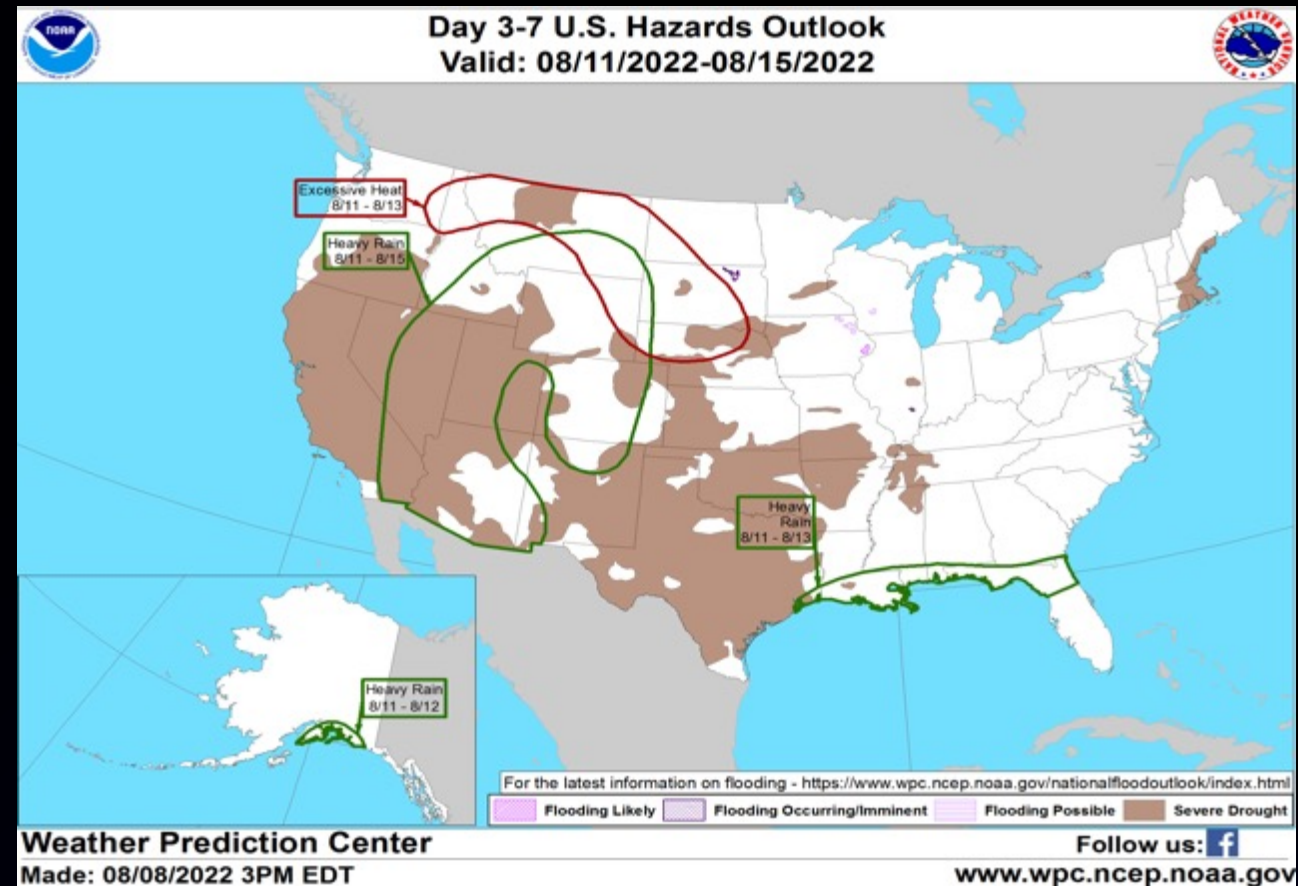 NOAA
Day 3-7 U.S. Hazards Outlook
NATIONAL WEATHER SERVICE
Valid: 08/11/2022-08/15/2022
Excessive Heat
8/11 - 8/13
Heavy Rain
8/11 - 8/15
Heavy
Rain
8/11 - 8/13
Heavy Rain
8/11 - 8/12
For the latest information on flooding - https://www.wpc.ncep.noaa.gov/nationalfloodoutlook/index.html
Flooding Likely Flooding Occurring/Imminent Flooding Possible Severe Drought
Weather Prediction Center
Follow us:
Made: 08/08/2022 3PM EDT
www.wpc.ncep.noaa.gov